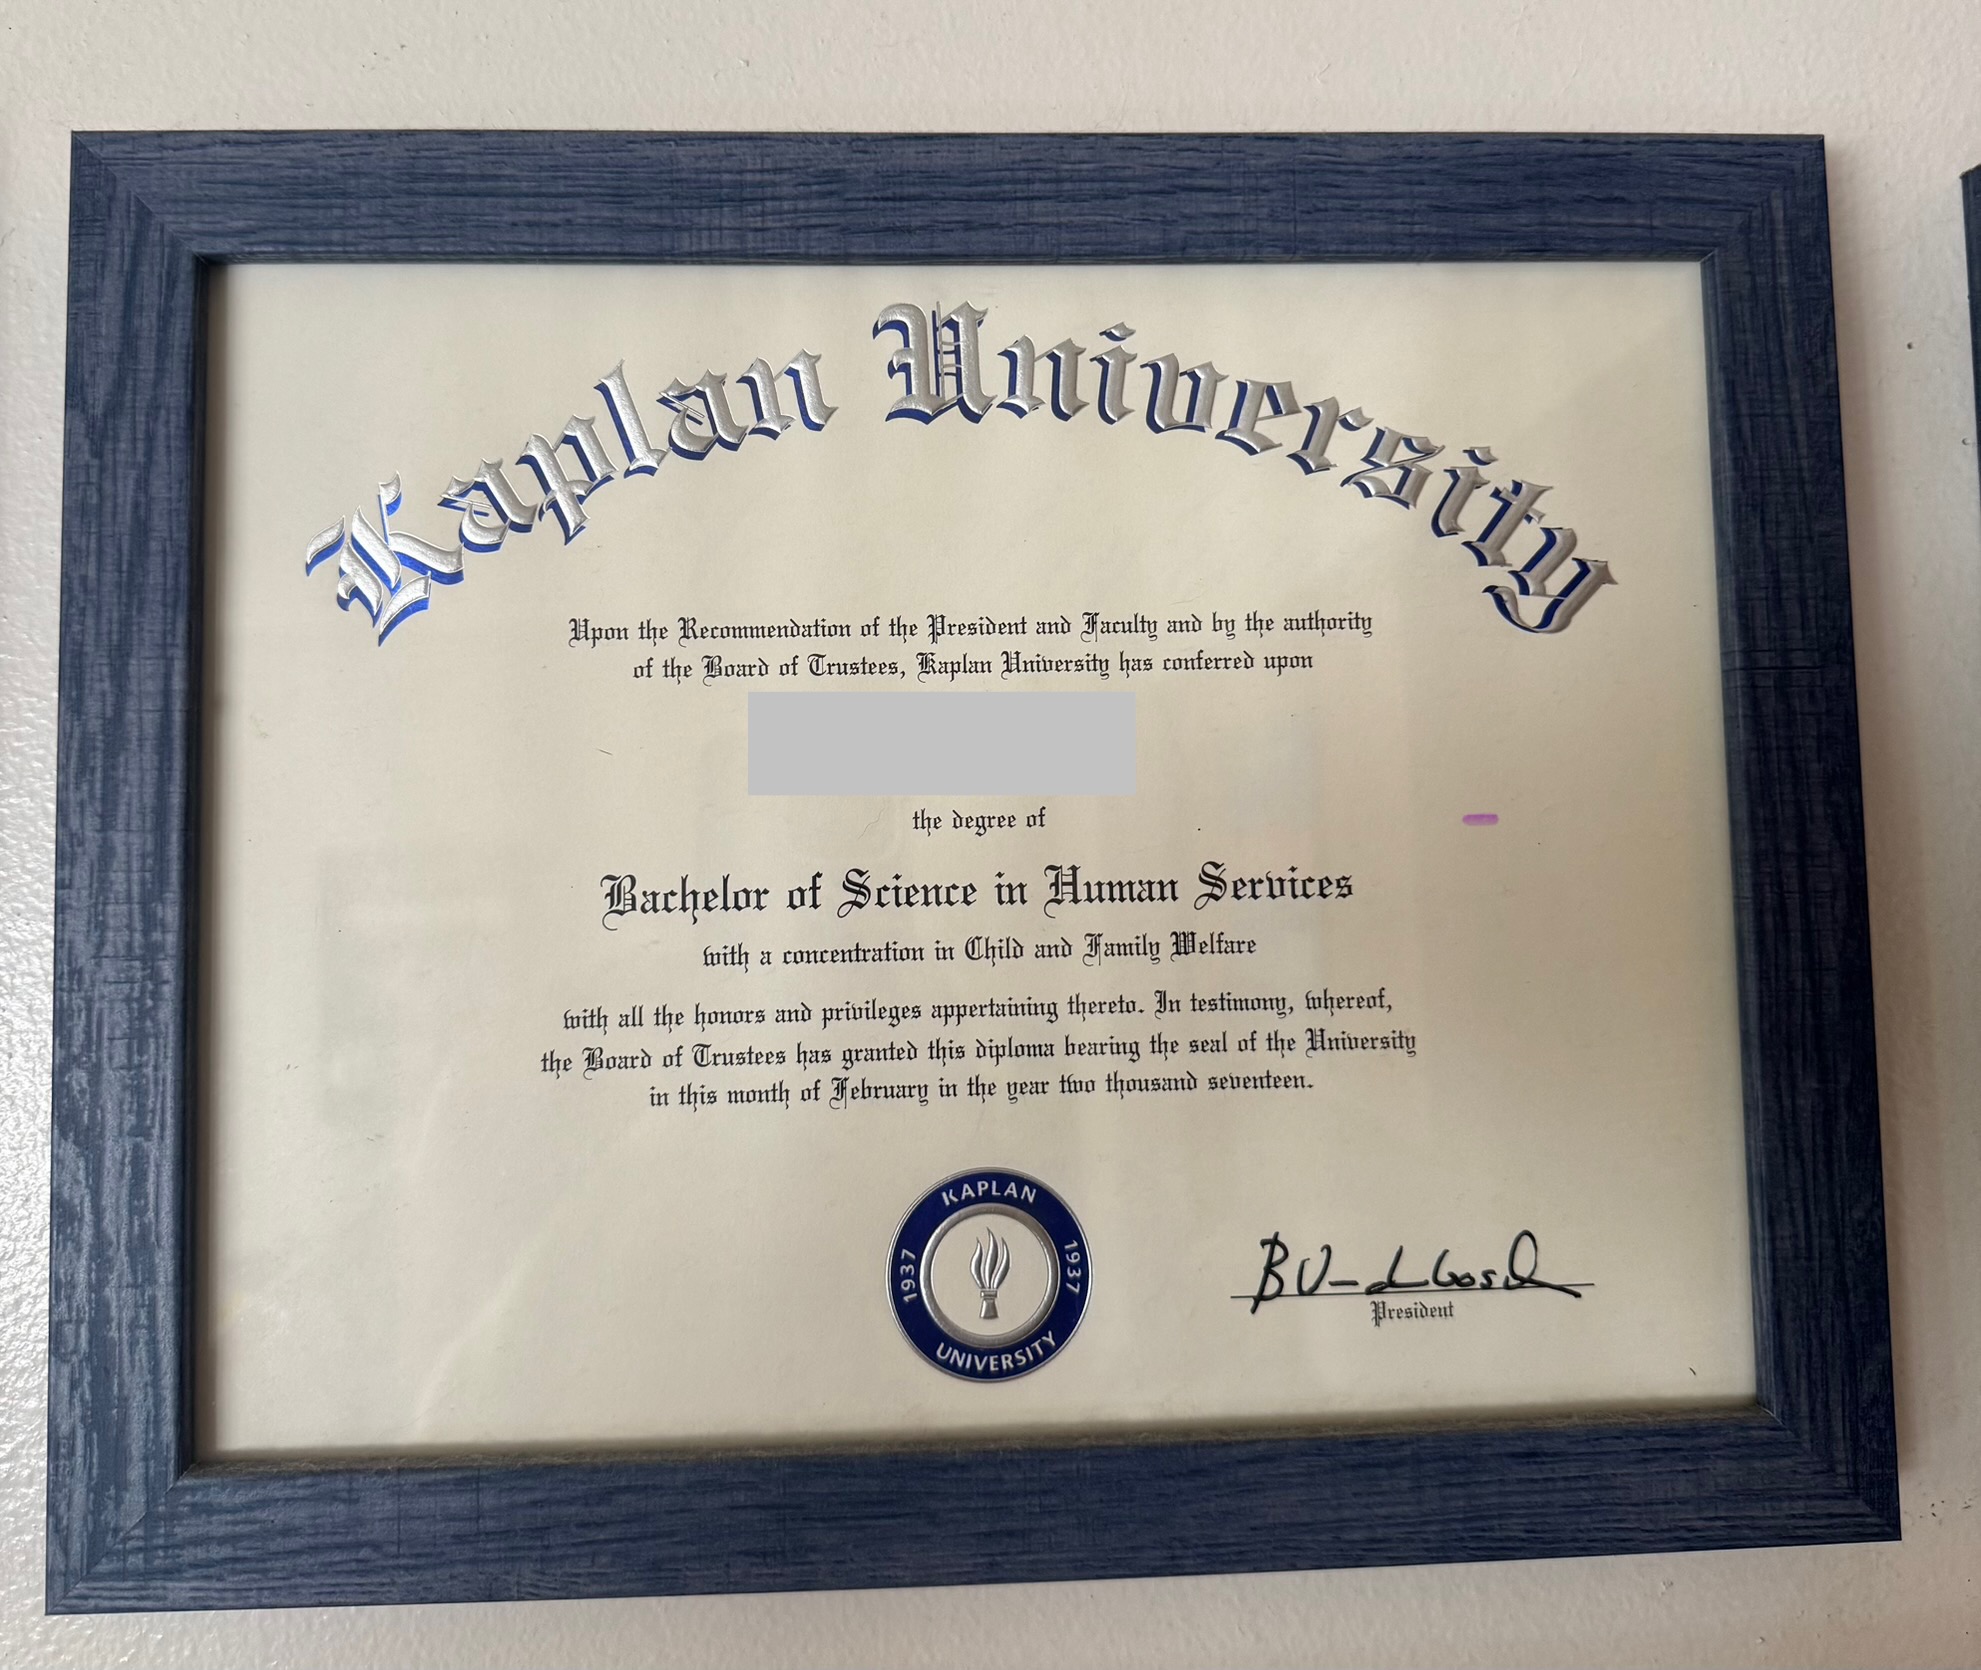 Kaplan University
Upon the Recommendation of the President and Faculty and by the authority
of the Board of Trustees, Kaplan University has conferred upon
the degree of
Bachelor of Science in Human Services
with a concentration in Child and Family Welfare
with all the honors and privileges appertaining thereto. In testimony, whereof,
the Board of Trustees has granted this diploma bearing the seal of the University
in this month of February in the year two thousand seventeen.
KAPLAN
1937 1937
UNIVERSITY
President